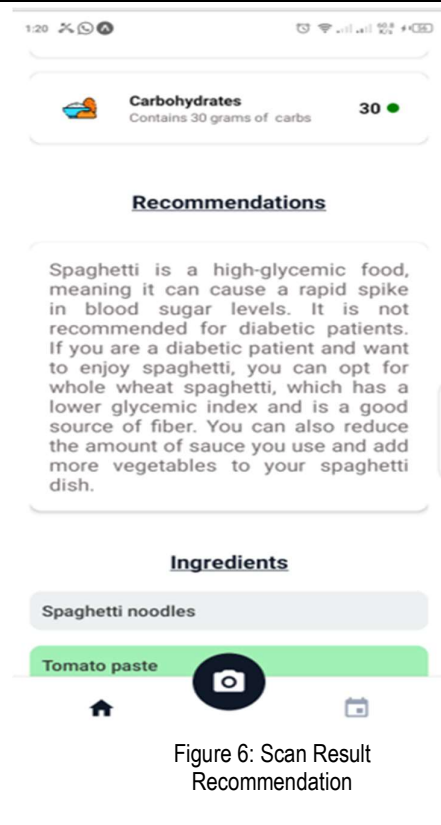 1:20
Carbohydrates
Contains 30 grams of carbs
30
Recommendations
Spaghetti is a high-glycemic food,
meaning it can cause a rapid spike
in blood sugar levels. It is not
recommended for diabetic patients.
If you are a diabetic patient and want
to enjoy spaghetti, you can opt for
whole wheat spaghetti, which has a
lower glycemic index and is a good
source of fiber. You can also reduce
the amount of sauce you use and add
more vegetables to your spaghetti
dish.
Ingredients
Spaghetti noodles
Tomato paste
Figure 6: Scan Result
Recommendation